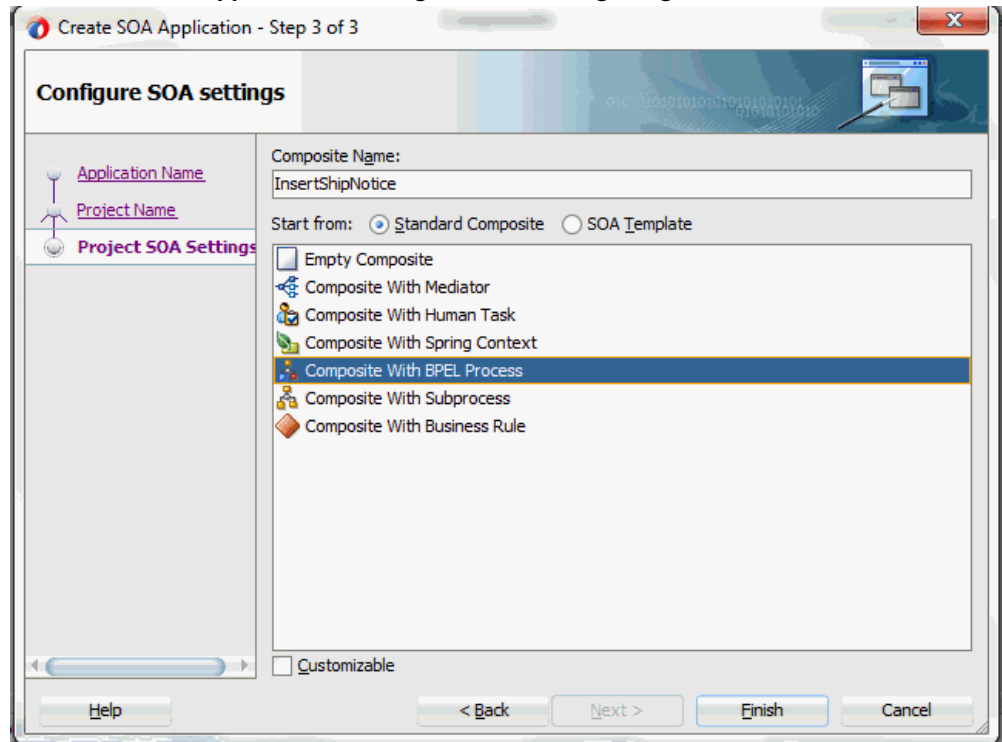 Create SOA Application - Step 3 of 3
Configure SOA settings
Application Name
Project Name
Project SOA Settings
Composite Name:
InsertShipNotice
Start from: Standard Composite SOA Template
Empty Composite
Composite With Mediator
Composite With Human Task
Composite With Spring Context
Composite With BPEL Process
Composite With Subprocess
Composite With Business Rule
Customizable
Help < Back Next > Finish Cancel